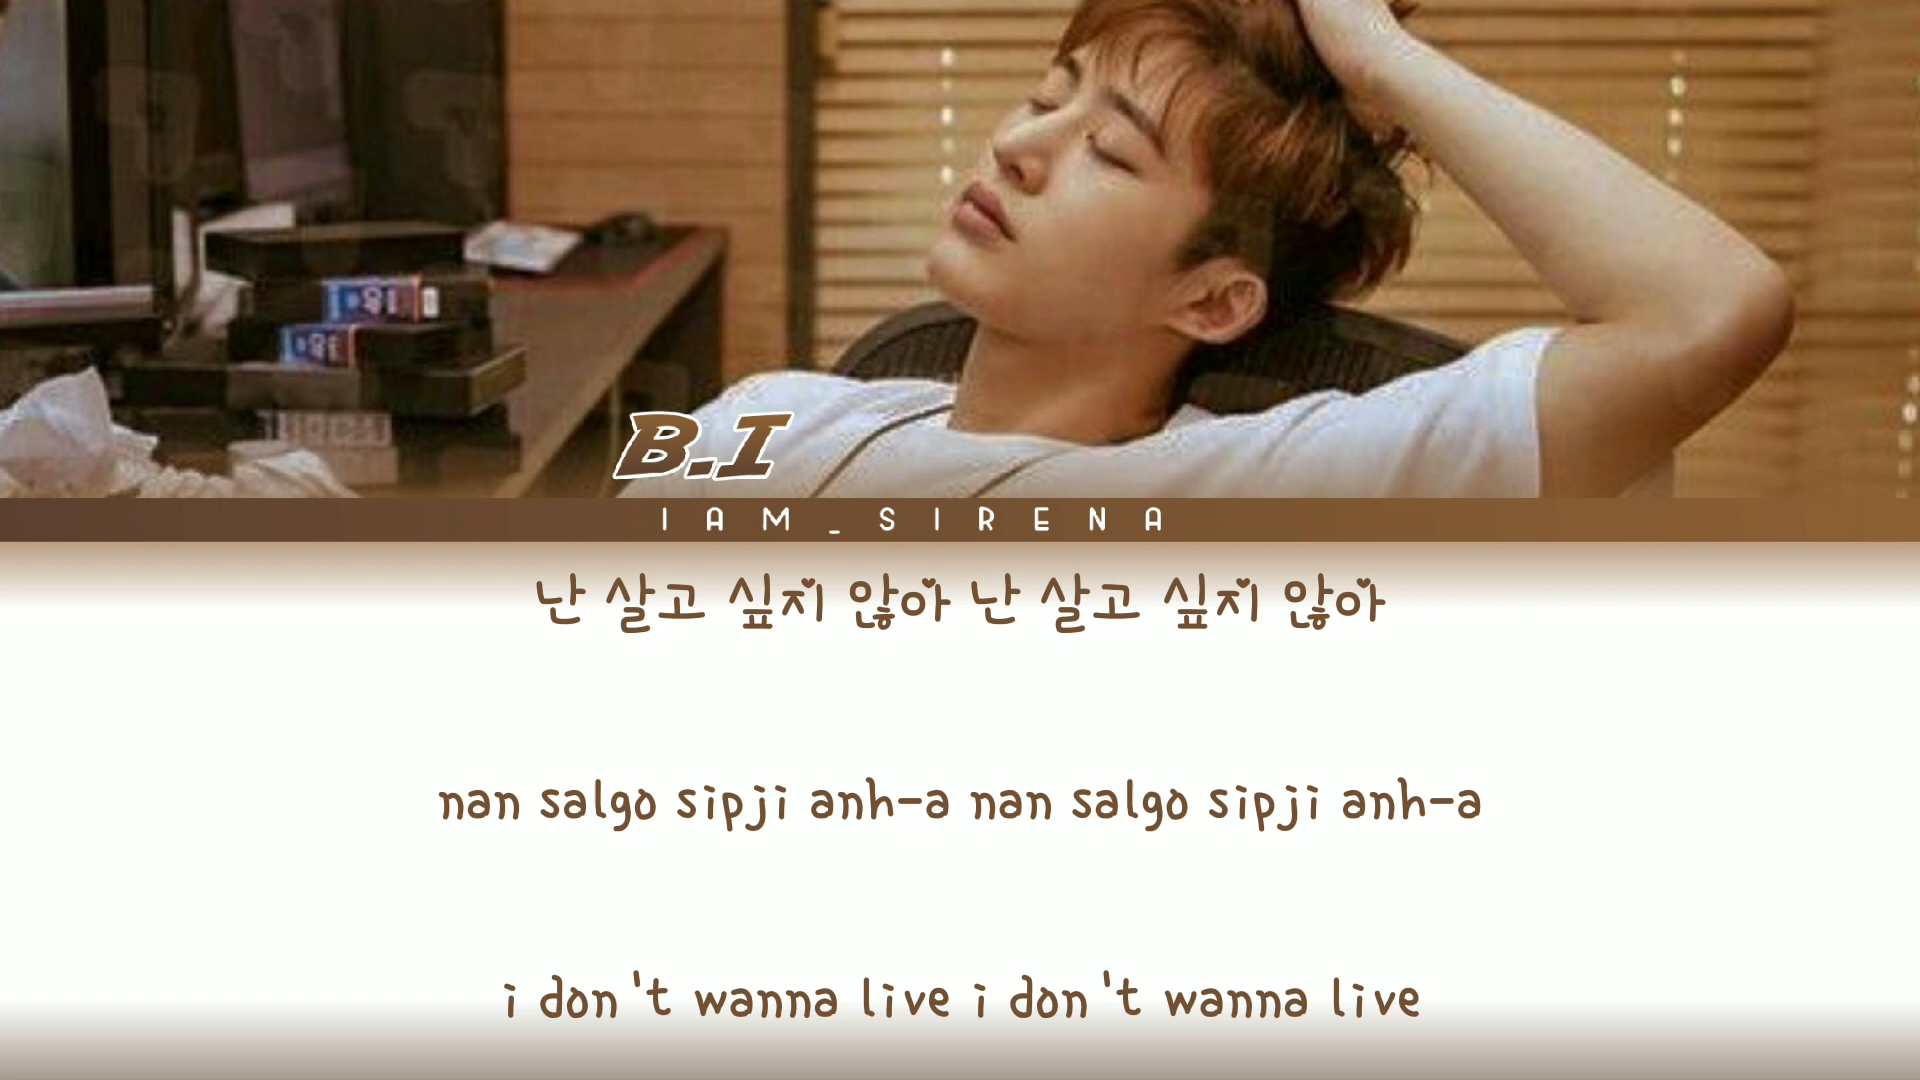 B.I
IAM_SIRENA
난 살고 싶지 않아 난 살고 싶지 않아
nan salgo sipji anh-a nan salgo sipji anh-a
i don't wanna live i don't wanna live